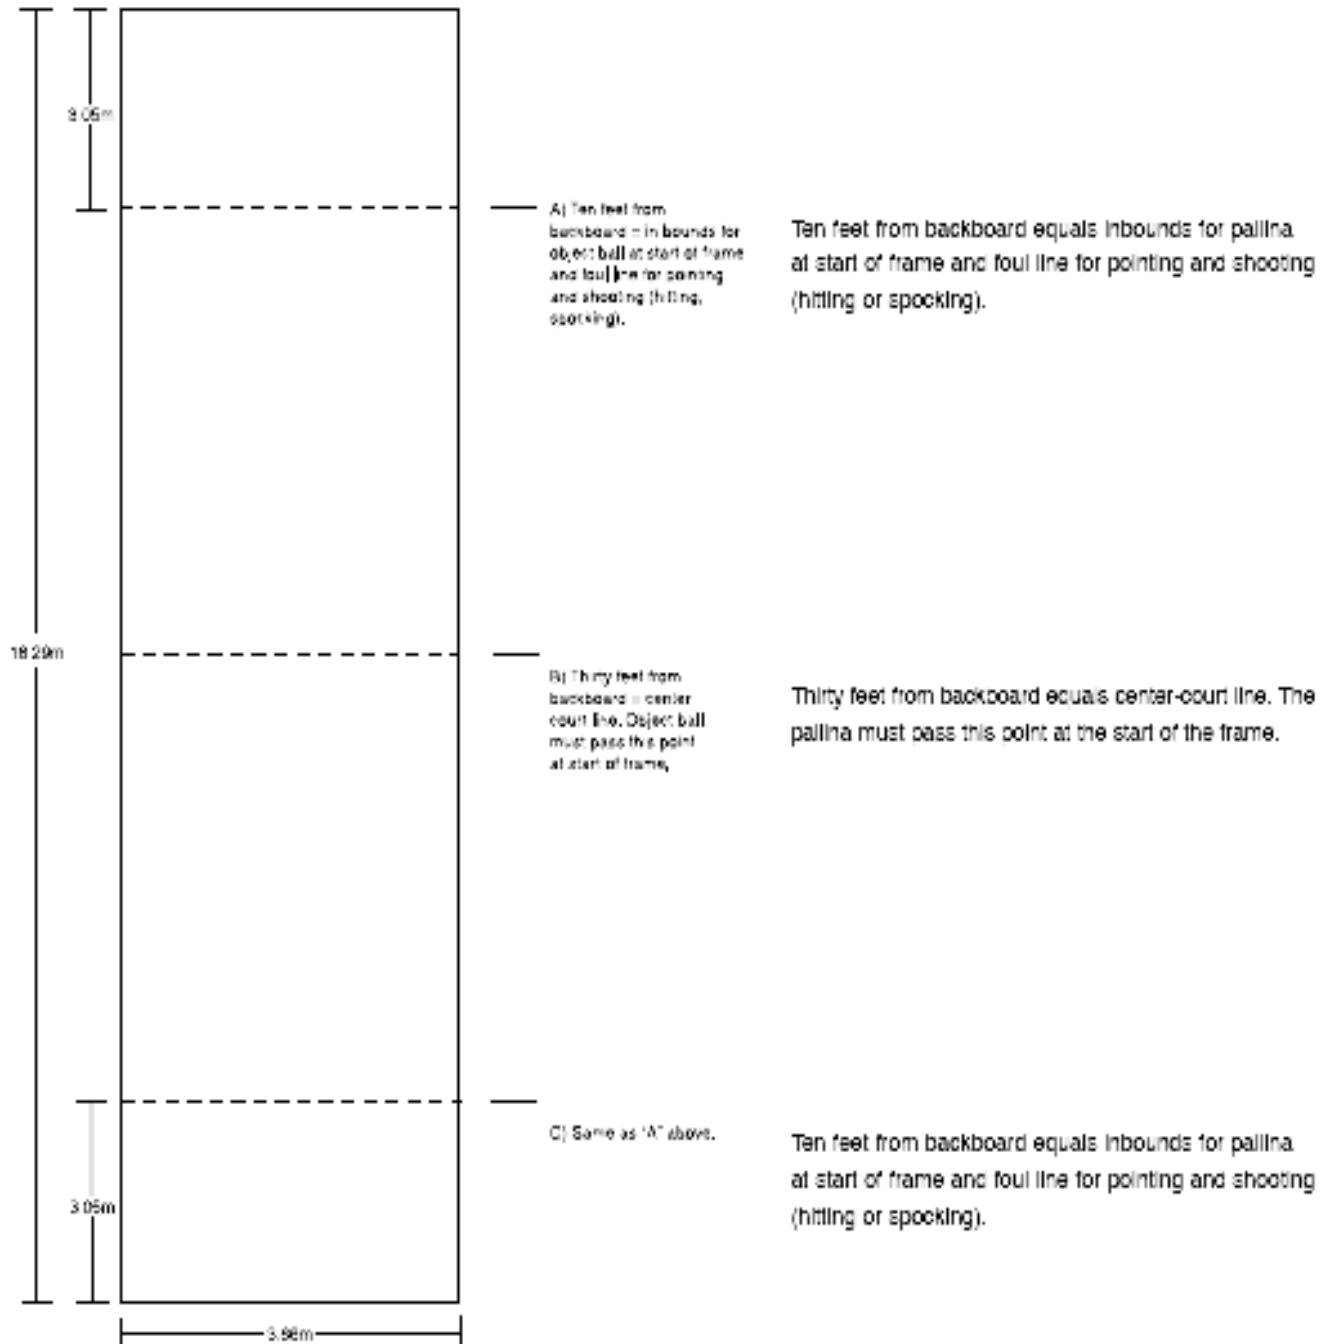 3.05m
A) Ten feet from
backboard = in bounds for
object ball at start of frame
and foul line for pointing
and shooting (hitting,
spocking).
Ten feet from backboard equals inbounds for pallina
at start of frame and foul line for pointing and shooting
(hitting or spocking).
18.29m
B) Thirty feet from
backboard = center
court line. Object ball
must pass this point
at start of frame.
Thirty feet from backboard equals center-court line. The
pallina must pass this point at the start of the frame.
C) Same as "A" above.
Ten feet from backboard equals inbounds for pallina
at start of frame and foul line for pointing and shooting
(hitting or spocking).
3.05m
3.96m